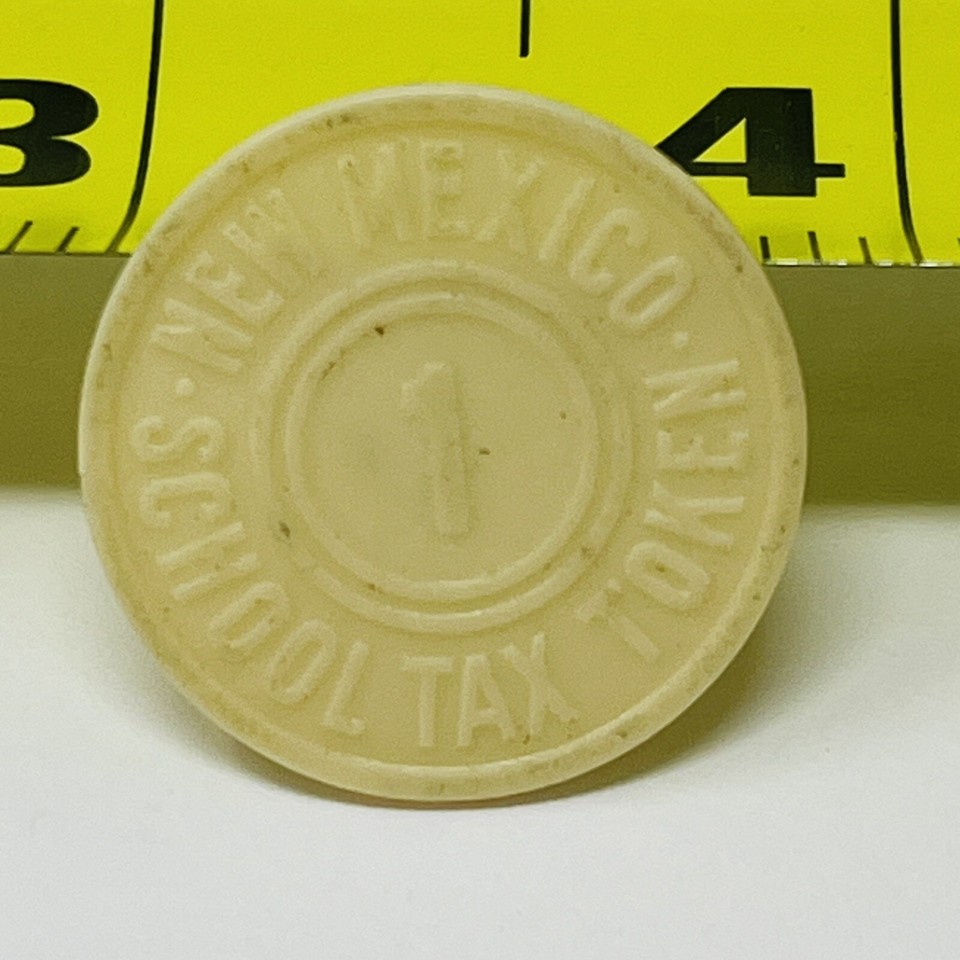 3 4
· NEW MEXICO ·
SCHOOL TAX TOKEN
1